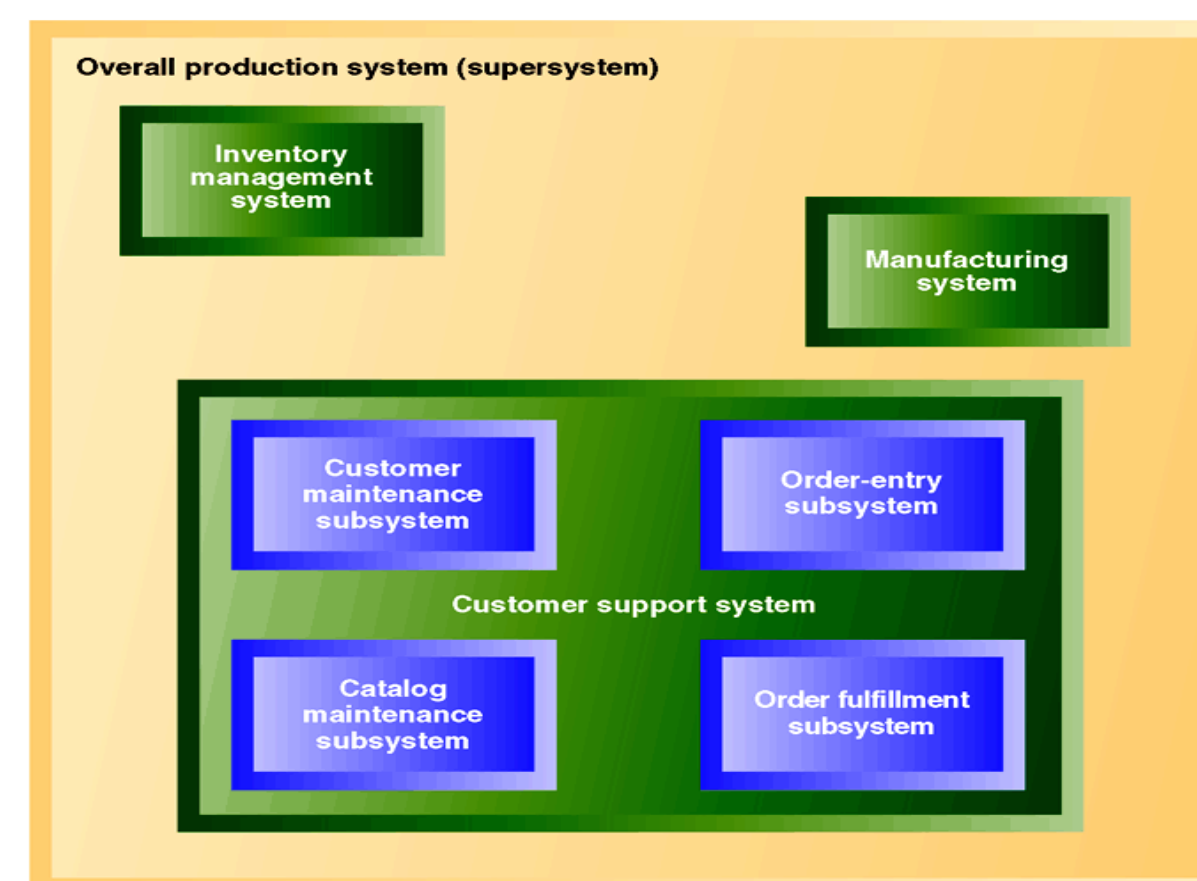 Overall production system (supersystem)
Inventory
management
system
Manufacturing
system
Customer
maintenance
subsystem
Order-entry
subsystem
Customer support system
Catalog
maintenance
subsystem
Order fulfillment
subsystem